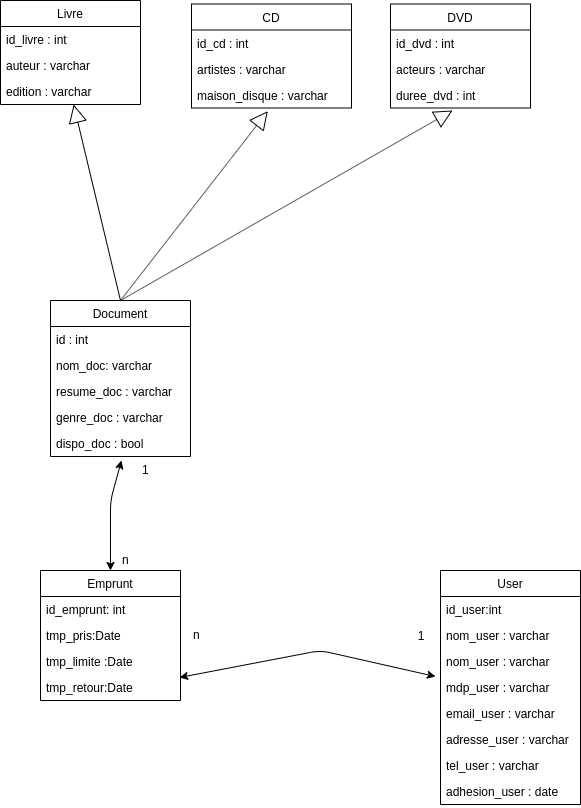 Livre
id_livre : int
auteur : varchar
edition : varchar
CD
id_cd : int
artistes : varchar
maison_disque : varchar
DVD
id_dvd : int
acteurs : varchar
duree_dvd : int
Document
id : int
nom_doc: varchar
resume_doc : varchar
genre_doc : varchar
dispo_doc : bool
1
n
Emprunt
id_emprunt: int
tmp_pris:Date
tmp_limite :Date
tmp_retour:Date
n
1
User
id_user:int
nom_user : varchar
nom_user : varchar
mdp_user : varchar
email_user : varchar
adresse_user : varchar
tel_user : varchar
adhesion_user : date